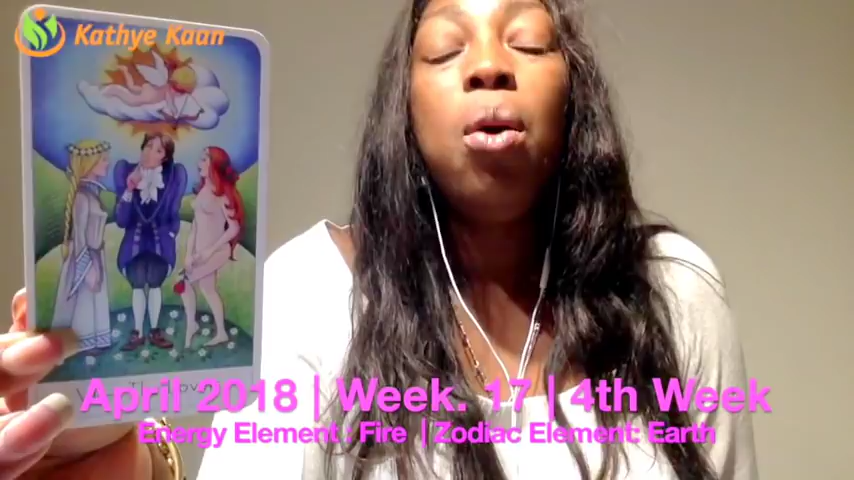 Kathye Kaan
April 2018 | Week. 17 | 4th Week
Energy Element : Fire | Zodiac Element: Earth